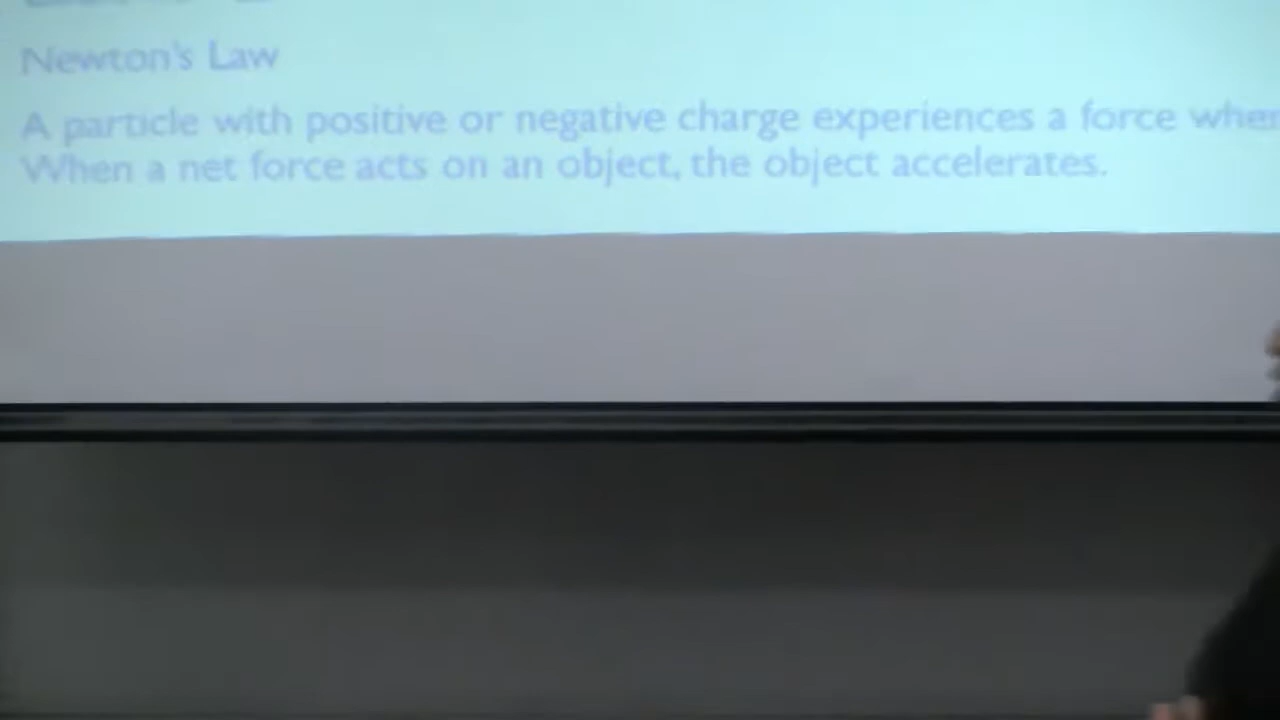 Newton's Law
A particle with positive or negative charge experiences a force when
When a net force acts on an object, the object accelerates.